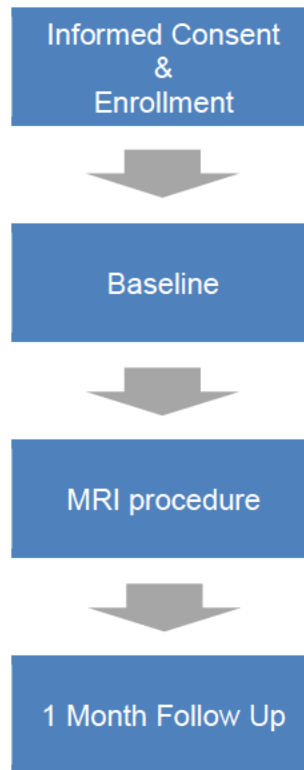 Informed Consent
&
Enrollment
Baseline
MRI procedure
1 Month Follow Up